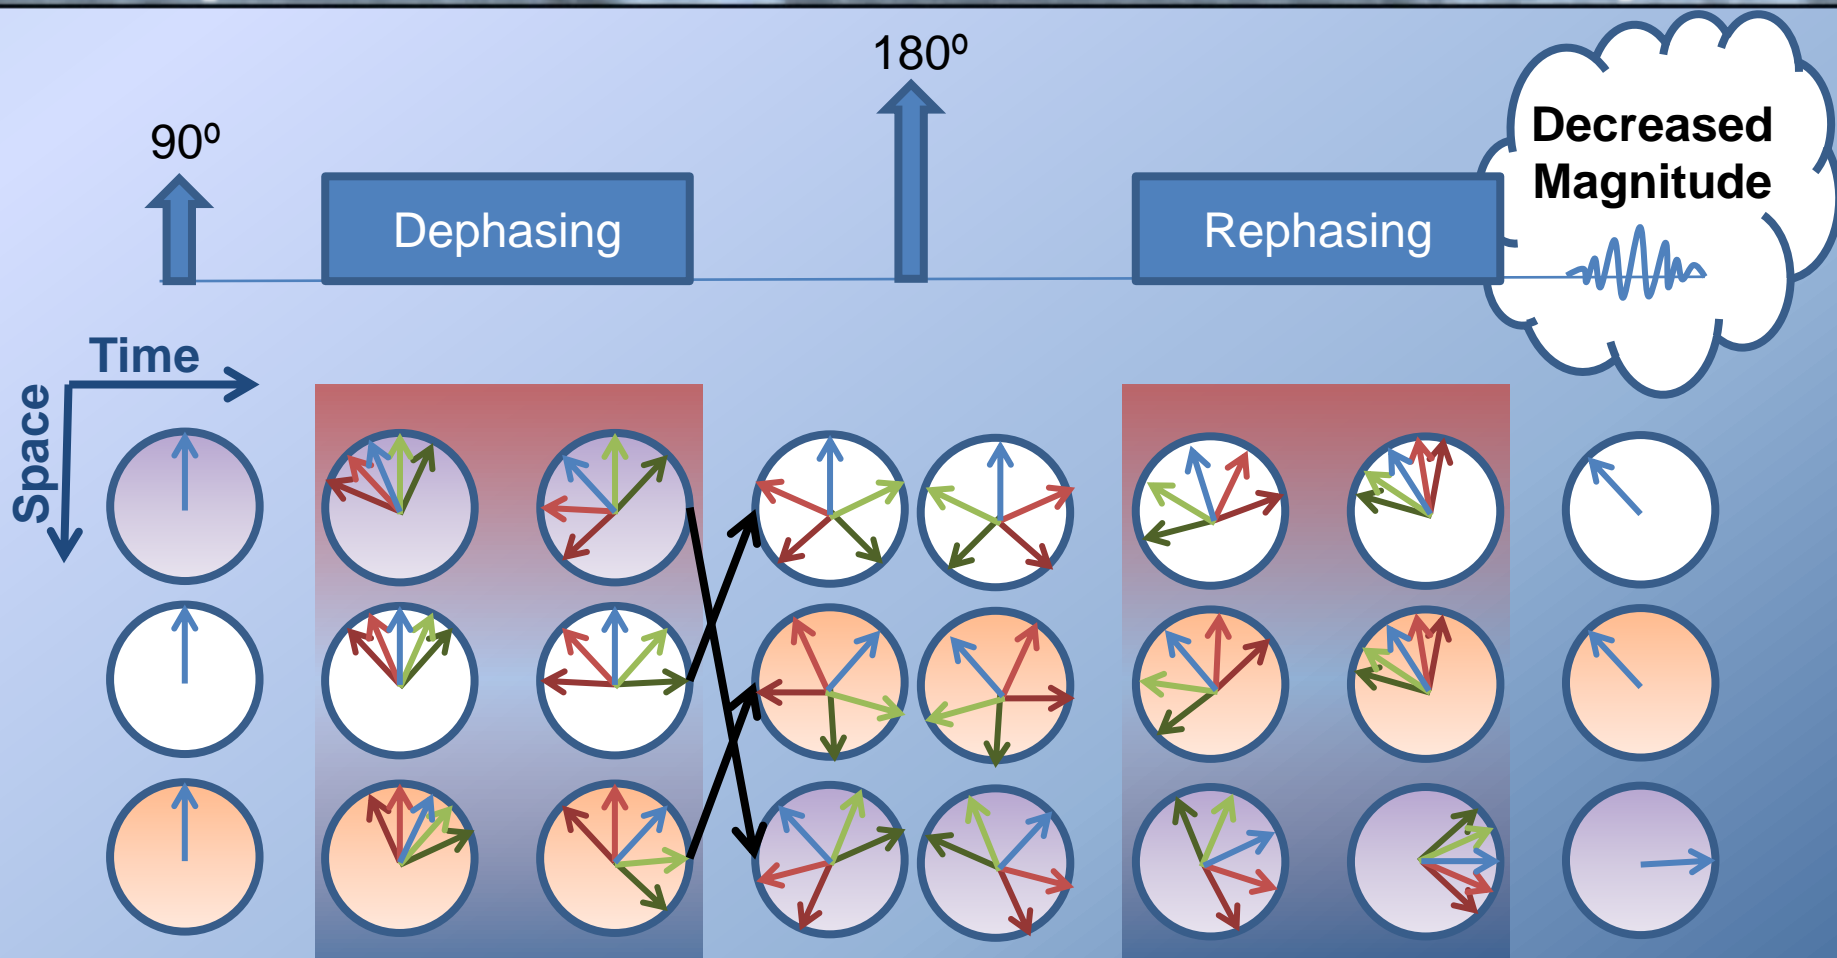 180⁰
90⁰
Decreased
Magnitude
Dephasing
Rephasing
Time
Space